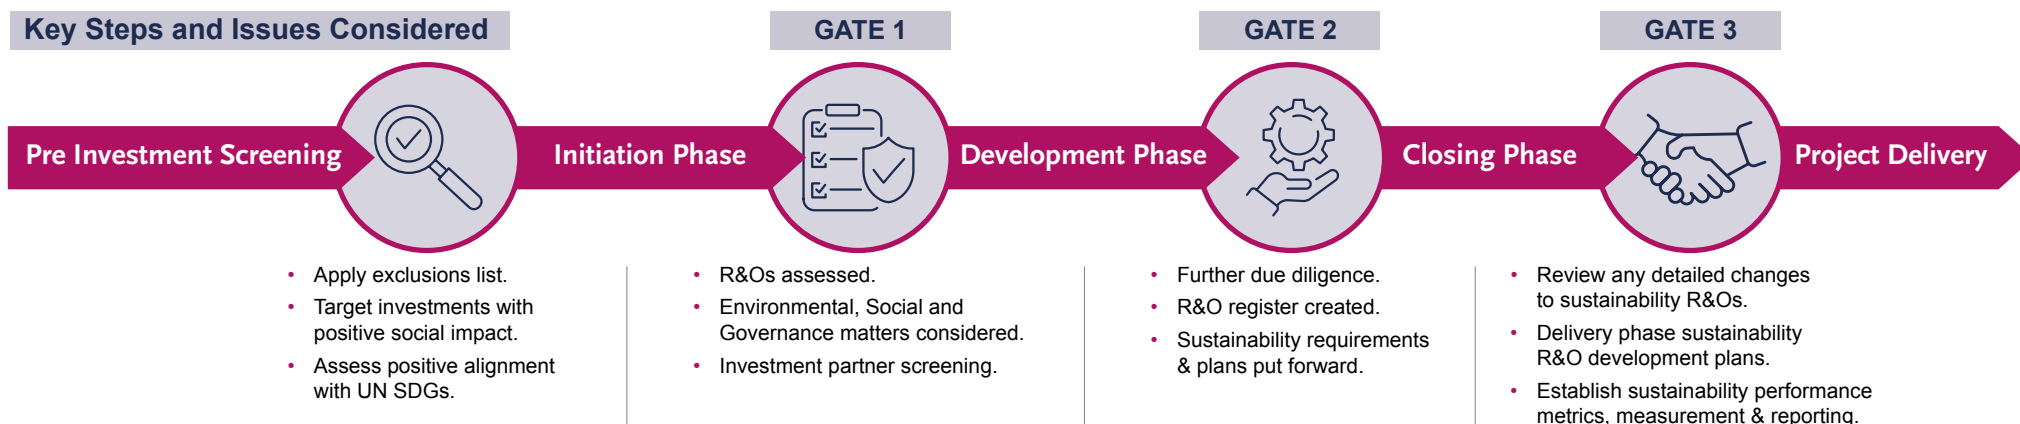 Key Steps and Issues Considered
GATE 1
GATE 2
GATE 3
Pre Investment Screening
Initiation Phase
Development Phase
Closing Phase
Project Delivery
• Apply exclusions list.
• Target investments with
positive social impact.
• Assess positive alignment
with UN SDGs.
• R&Os assessed.
• Environmental, Social and
Governance matters considered.
• Investment partner screening.
• Further due diligence.
• R&O register created.
• Sustainability requirements
& plans put forward.
• Review any detailed changes
to sustainability R&Os.
• Delivery phase sustainability
R&O development plans.
• Establish sustainability performance
metrics, measurement & reporting.